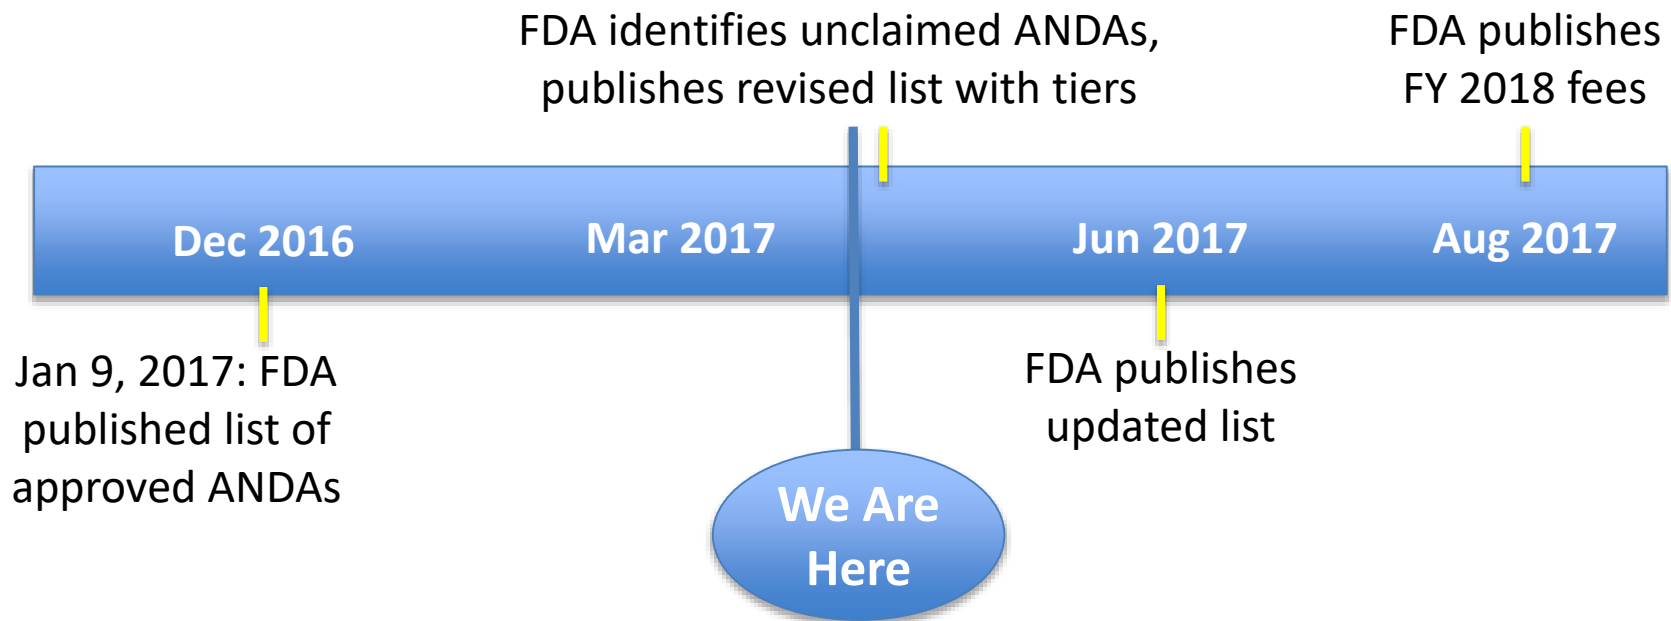 FDA identifies unclaimed ANDAs,
publishes revised list with tiers
FDA publishes
FY 2018 fees
Dec 2016
Mar 2017
Jun 2017
Aug 2017
Jan 9, 2017: FDA
published list of
approved ANDAs
FDA publishes
updated list
We Are
Here